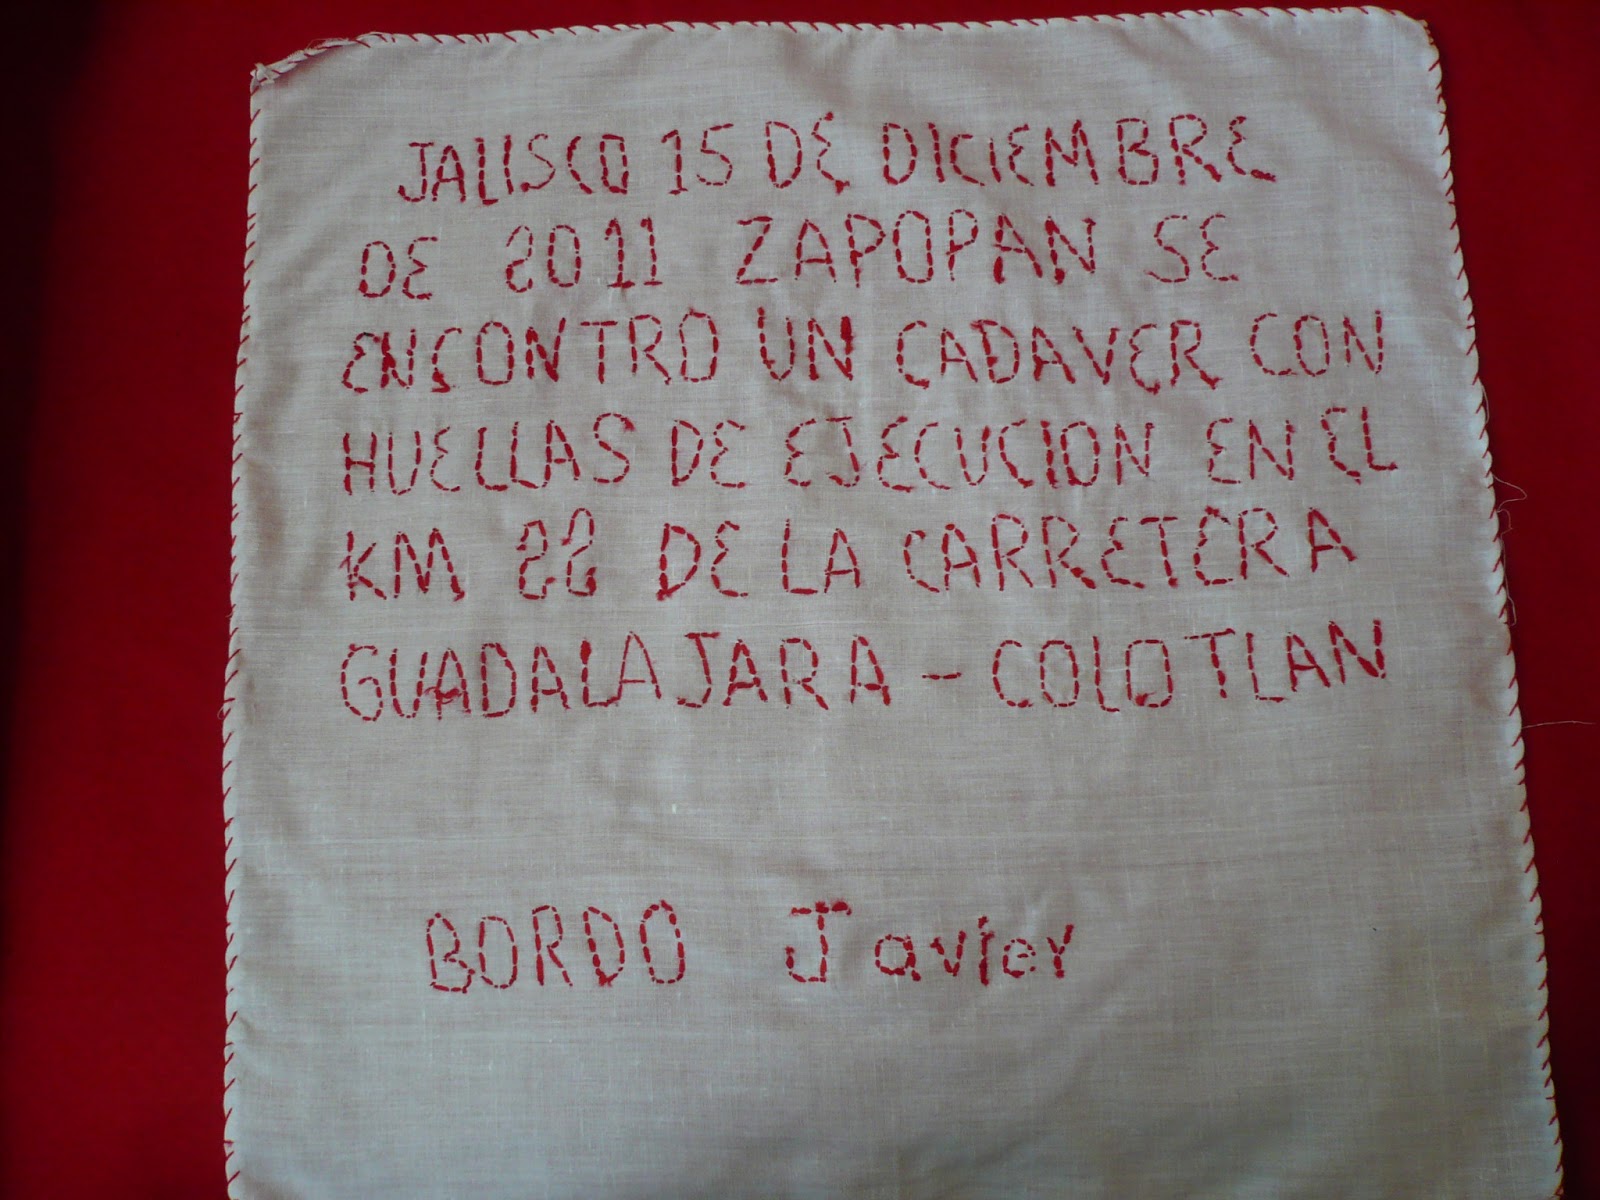 JALISCO 15 DE DICIEMBRE
DE 2011 ZAPOPAN SE
ENCONTRO UN CADAVER CON
HUELLAS DE EJECUCION EN EL
KM 22 DE LA CARRETERA
GUADALAJARA - COLOTLAN
BORDO Javier